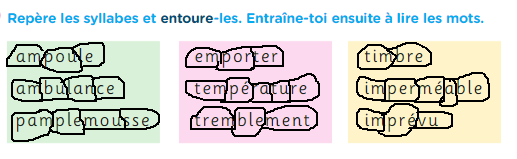 Repère les syllabes et entoure-les. Entraîne-toi ensuite à lire les mots.
ampoule emporter timbre
ambulance température imperméable
pamplemousse tremblement imprévu